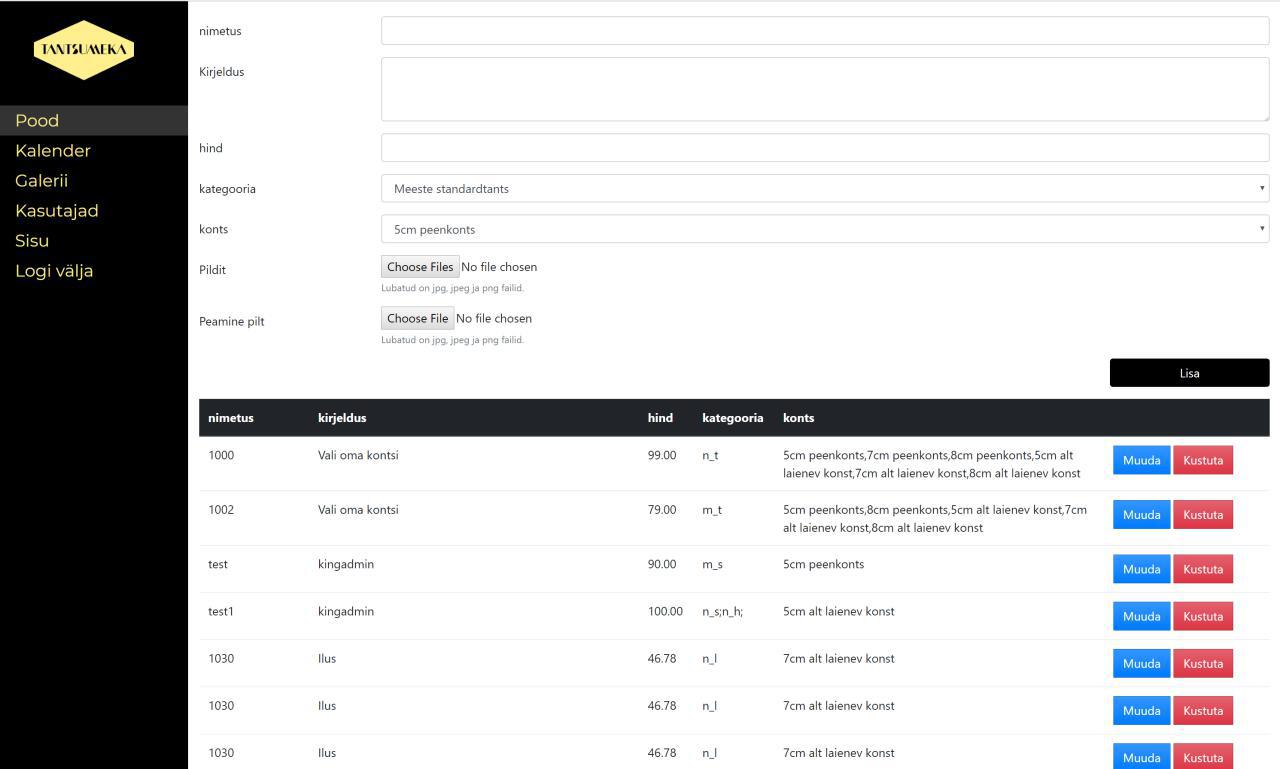 TANTSUMEKA
Pood
Kalender
Galerii
Kasutajad
Sisu
Logi välja
nimetus
Kirjeldus
hind
kategooria Meeste standardtants
konts 5cm peenkonts
Pildit Choose Files No file chosen
Lubatud on jpg, jpeg ja png failid.
Peamine pilt Choose File No file chosen
Lubatud on jpg, jpeg ja png failid.
Lisa
nimetus kirjeldus hind kategooria konts
1000 Vali oma kontsi 99.00 n_t 5cm peenkonts,7cm peenkonts,8cm peenkonts,5cm alt Muuda Kustuta
laienev konst,7cm alt laienev konst,8cm alt laienev konst
1002 Vali oma kontsi 79.00 m_t 5cm peenkonts,8cm peenkonts,5cm alt laienev konst,7cm Muuda Kustuta
alt laienev konst,8cm alt laienev konst
test kingadmin 90.00 m_s 5cm peenkonts Muuda Kustuta
test1 kingadmin 100.00 n_s;n_h; 5cm alt laienev konst Muuda Kustuta
1030 Ilus 46.78 n_l 7cm alt laienev konst Muuda Kustuta
1030 Ilus 46.78 n_l 7cm alt laienev konst Muuda Kustuta
1030 Ilus 46.78 n_l 7cm alt laienev konst Muuda Kustuta